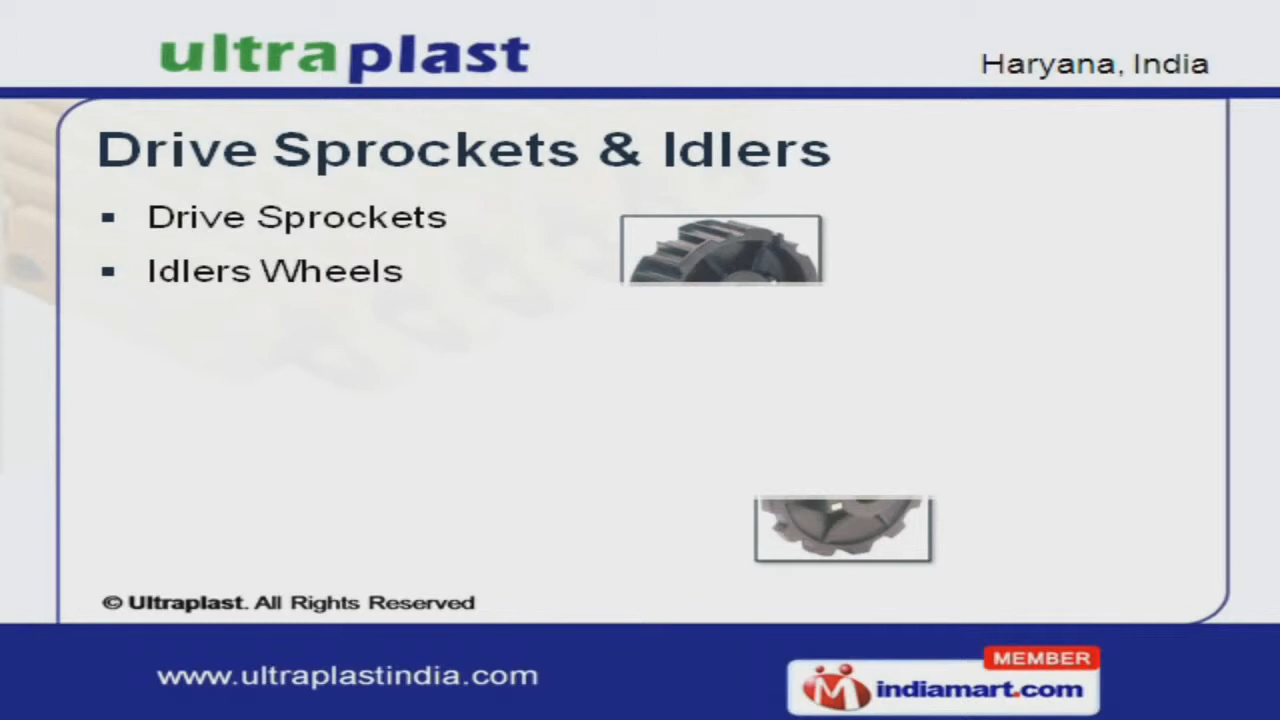 ultraplast
Haryana, India
Drive Sprockets & Idlers
▪ Drive Sprockets
▪ Idlers Wheels
© Ultraplast. All Rights Reserved
www.ultraplastindia.com
MEMBER
indiamart.com